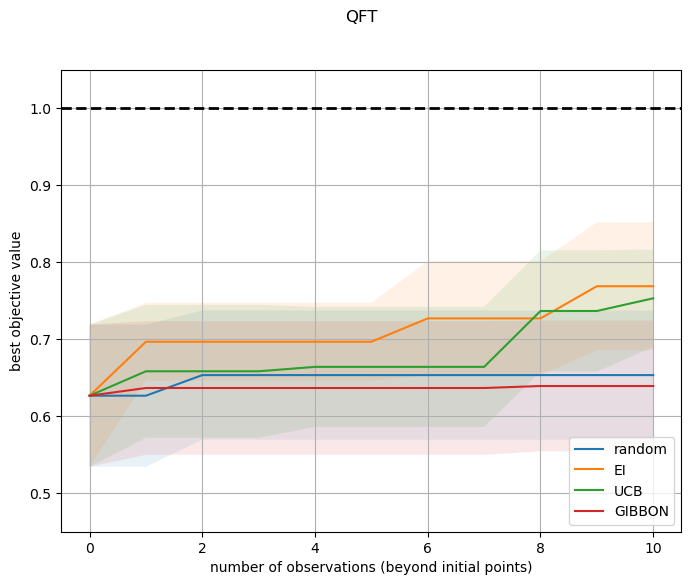 QFT
1.0
0.9
0.8
0.7
0.6
0.5
best objective value
0 2 4 6 8 10
number of observations (beyond initial points)
random
EI
UCB
GIBBON